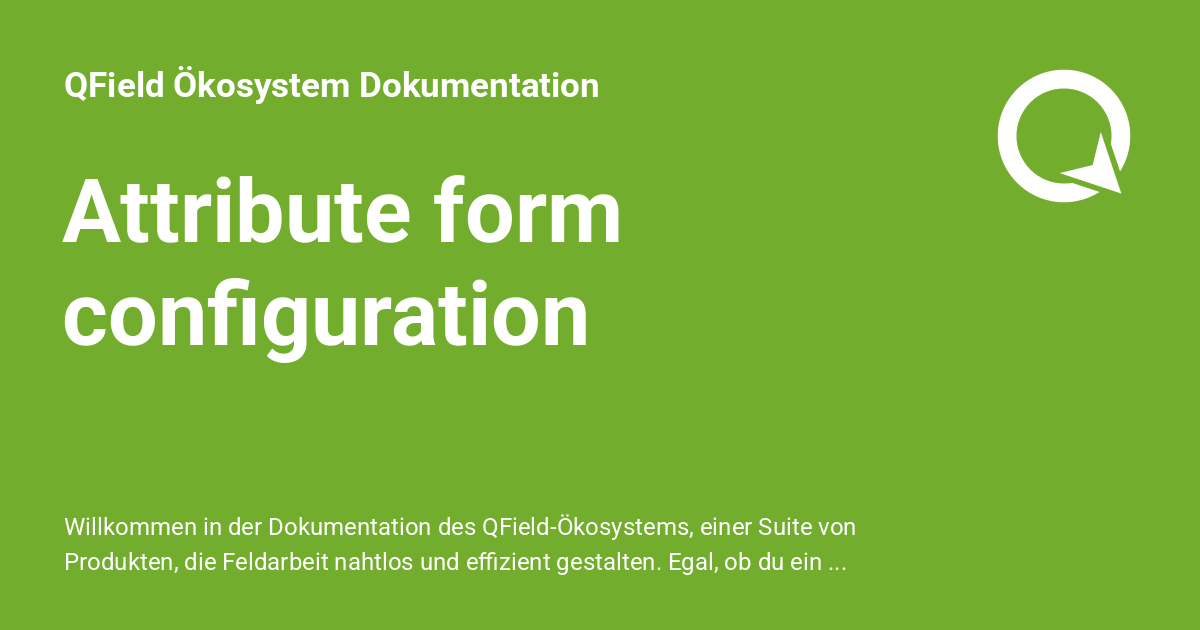 QField Ökosystem Dokumentation
Attribute form
configuration
Willkommen in der Dokumentation des QField-Ökosystems, einer Suite von
Produkten, die Feldarbeit nahtlos und effizient gestalten. Egal, ob du ein ...